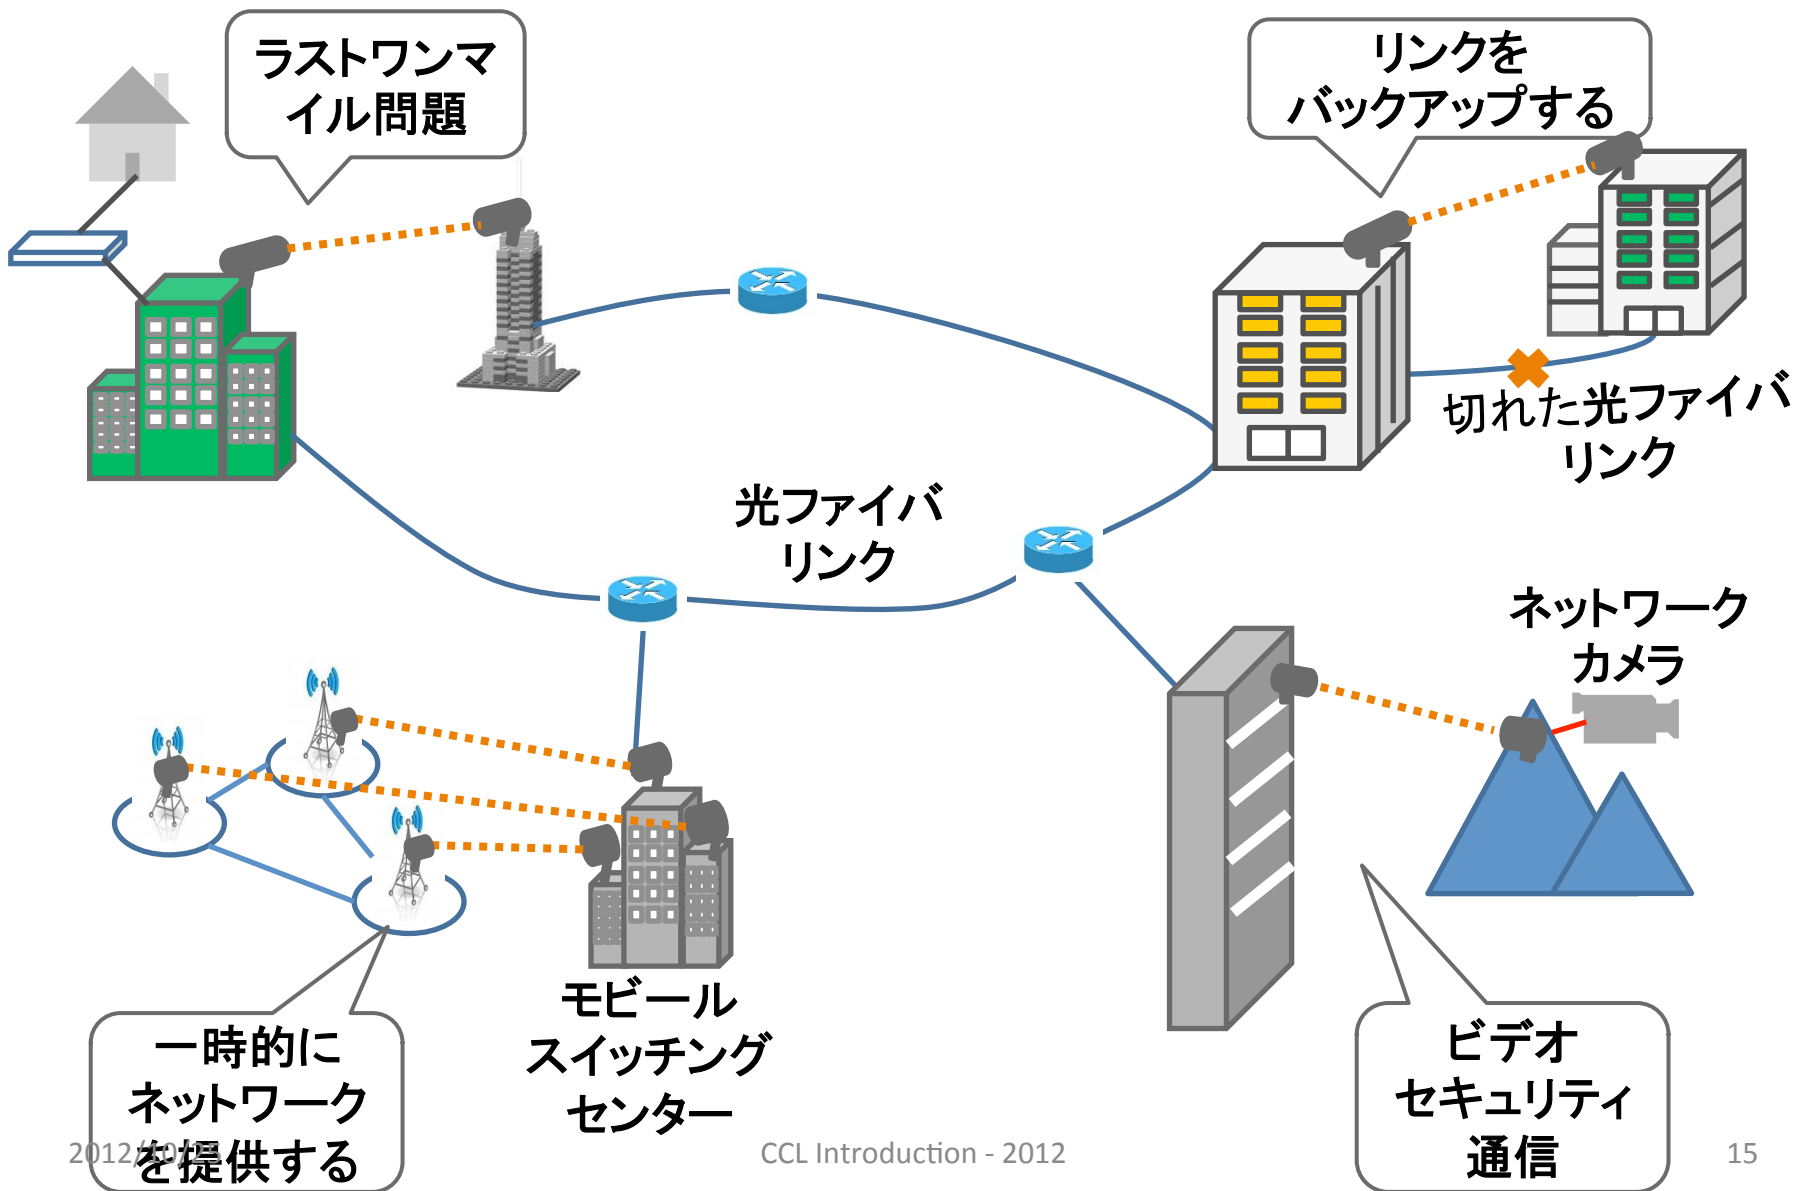 ラストワンマ
イル問題
リンクを
バックアップする
切れた光ファイバ
リンク
光ファイバ
リンク
ネットワーク
カメラ
モビール
スイッチング
センター
一時的に
ネットワーク
を提供する
ビデオ
セキュリティ
通信
2012/10/25
CCL Introduction - 2012
15